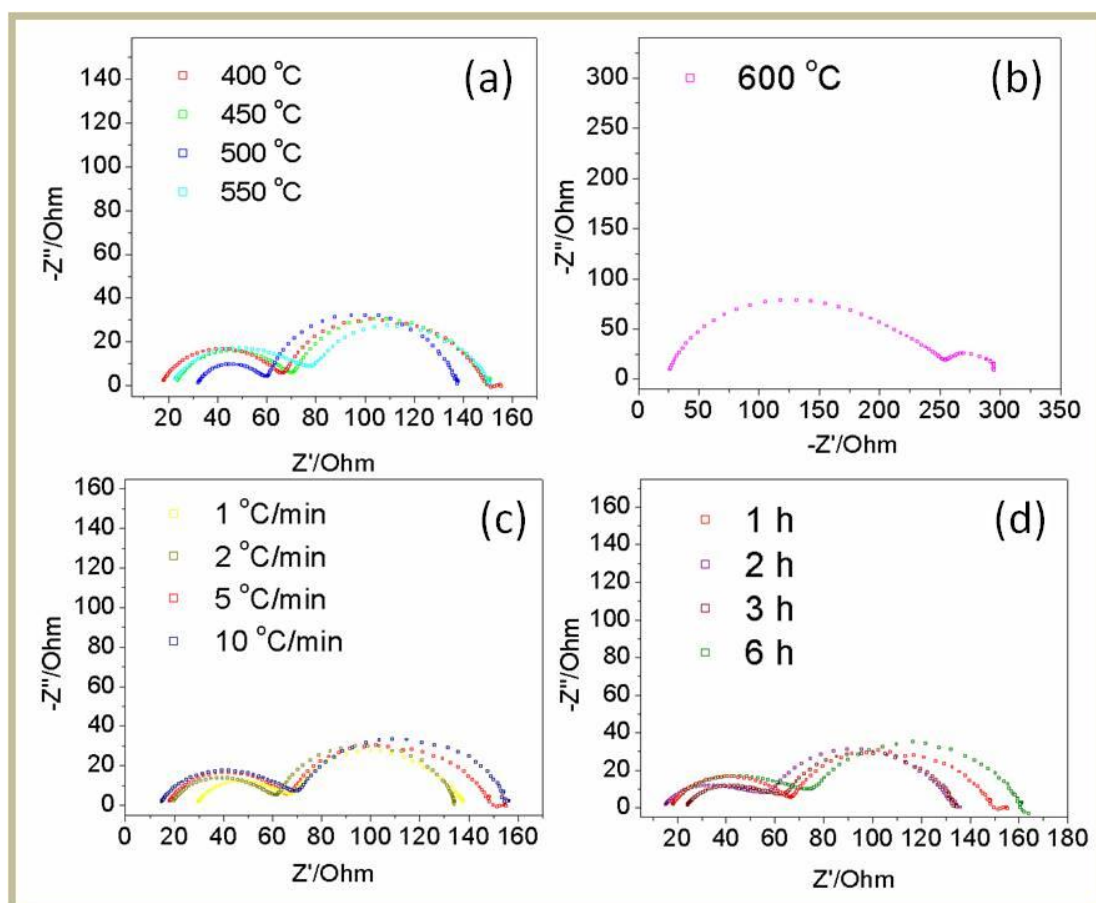 (a)
400 °C
450 °C
500 °C
550 °C
140
120
100
80
60
40
20
0
-Z''/Ohm
20 40 60 80 100 120 140 160
Z'/Ohm
(b)
600 °C
300
250
200
150
100
50
0
-Z''/Ohm
0 50 100 150 200 250 300 350
-Z'/Ohm
(c)
1 °C/min
2 °C/min
5 °C/min
10 °C/min
160
140
120
100
80
60
40
20
0
-Z''/Ohm
0 20 40 60 80 100 120 140 160
Z'/Ohm
(d)
1 h
2 h
3 h
6 h
160
140
120
100
80
60
40
20
0
-Z''/Ohm
20 40 60 80 100 120 140 160 180
Z'/Ohm